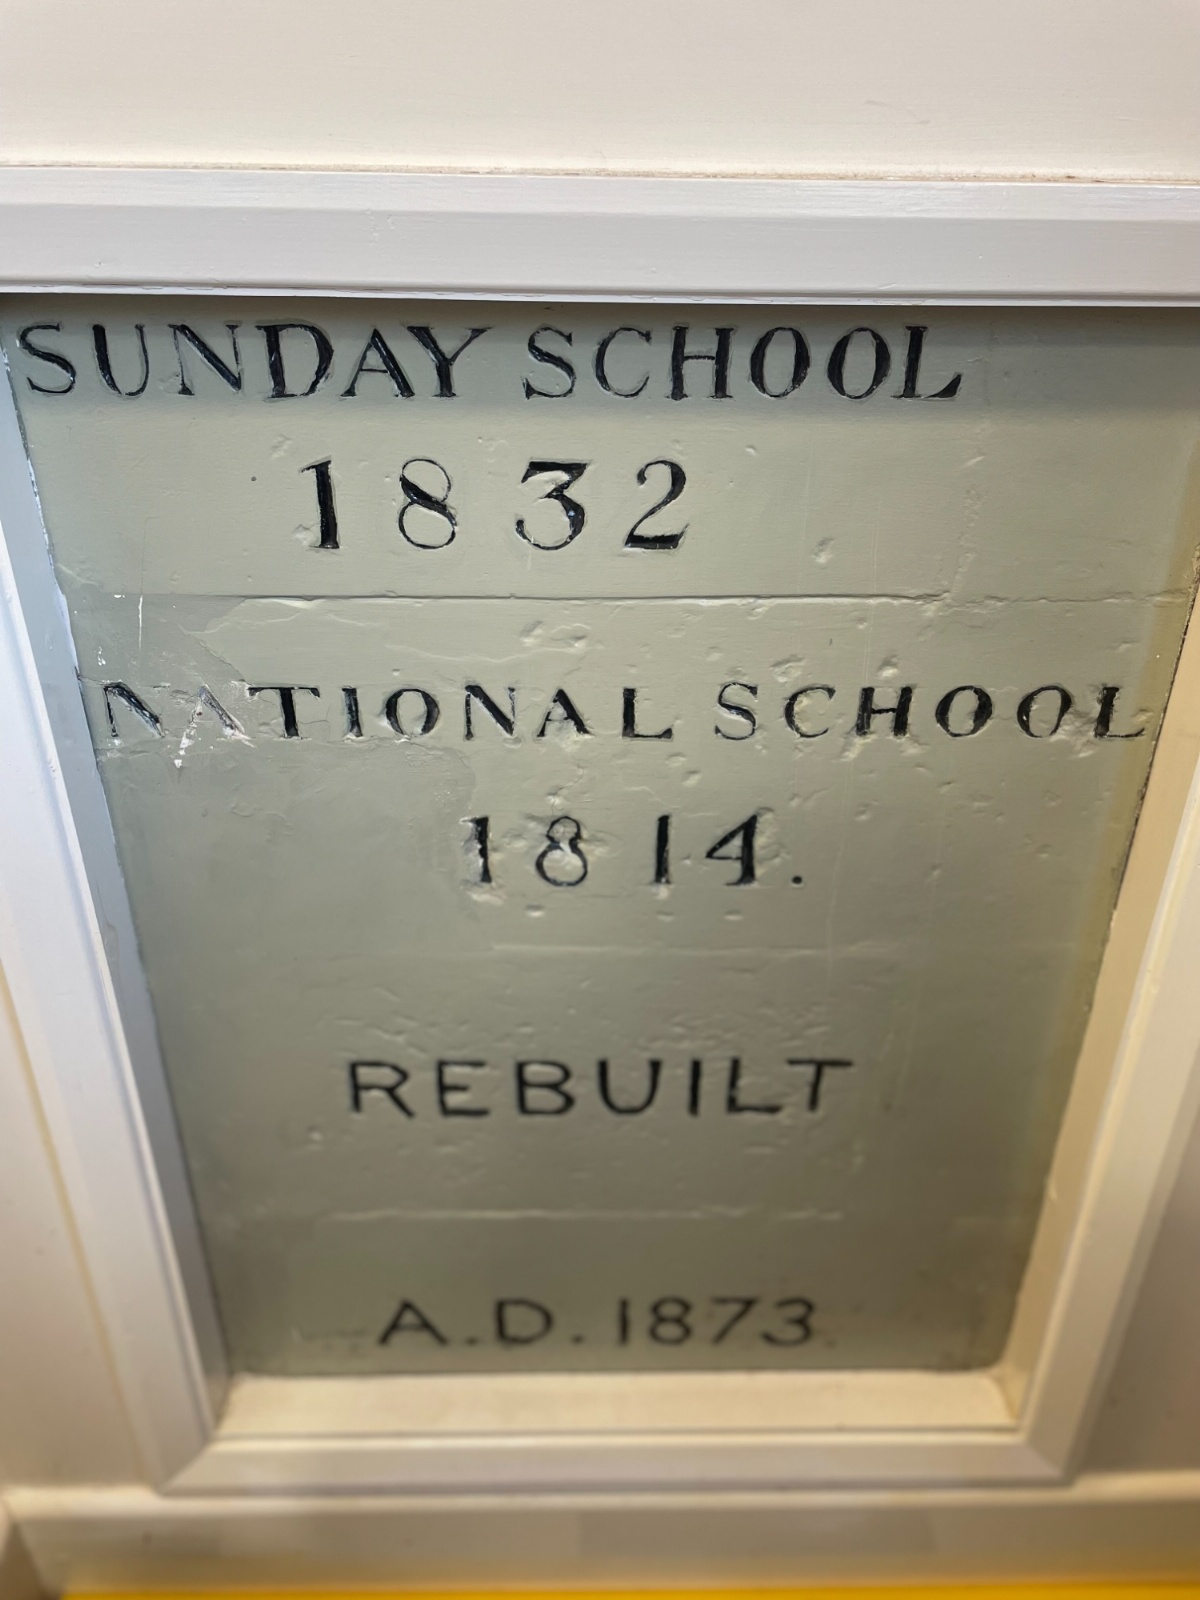 SUNDAY SCHOOL
1832
NATIONAL SCHOOL
1814.
REBUILT
A.D. 1873.